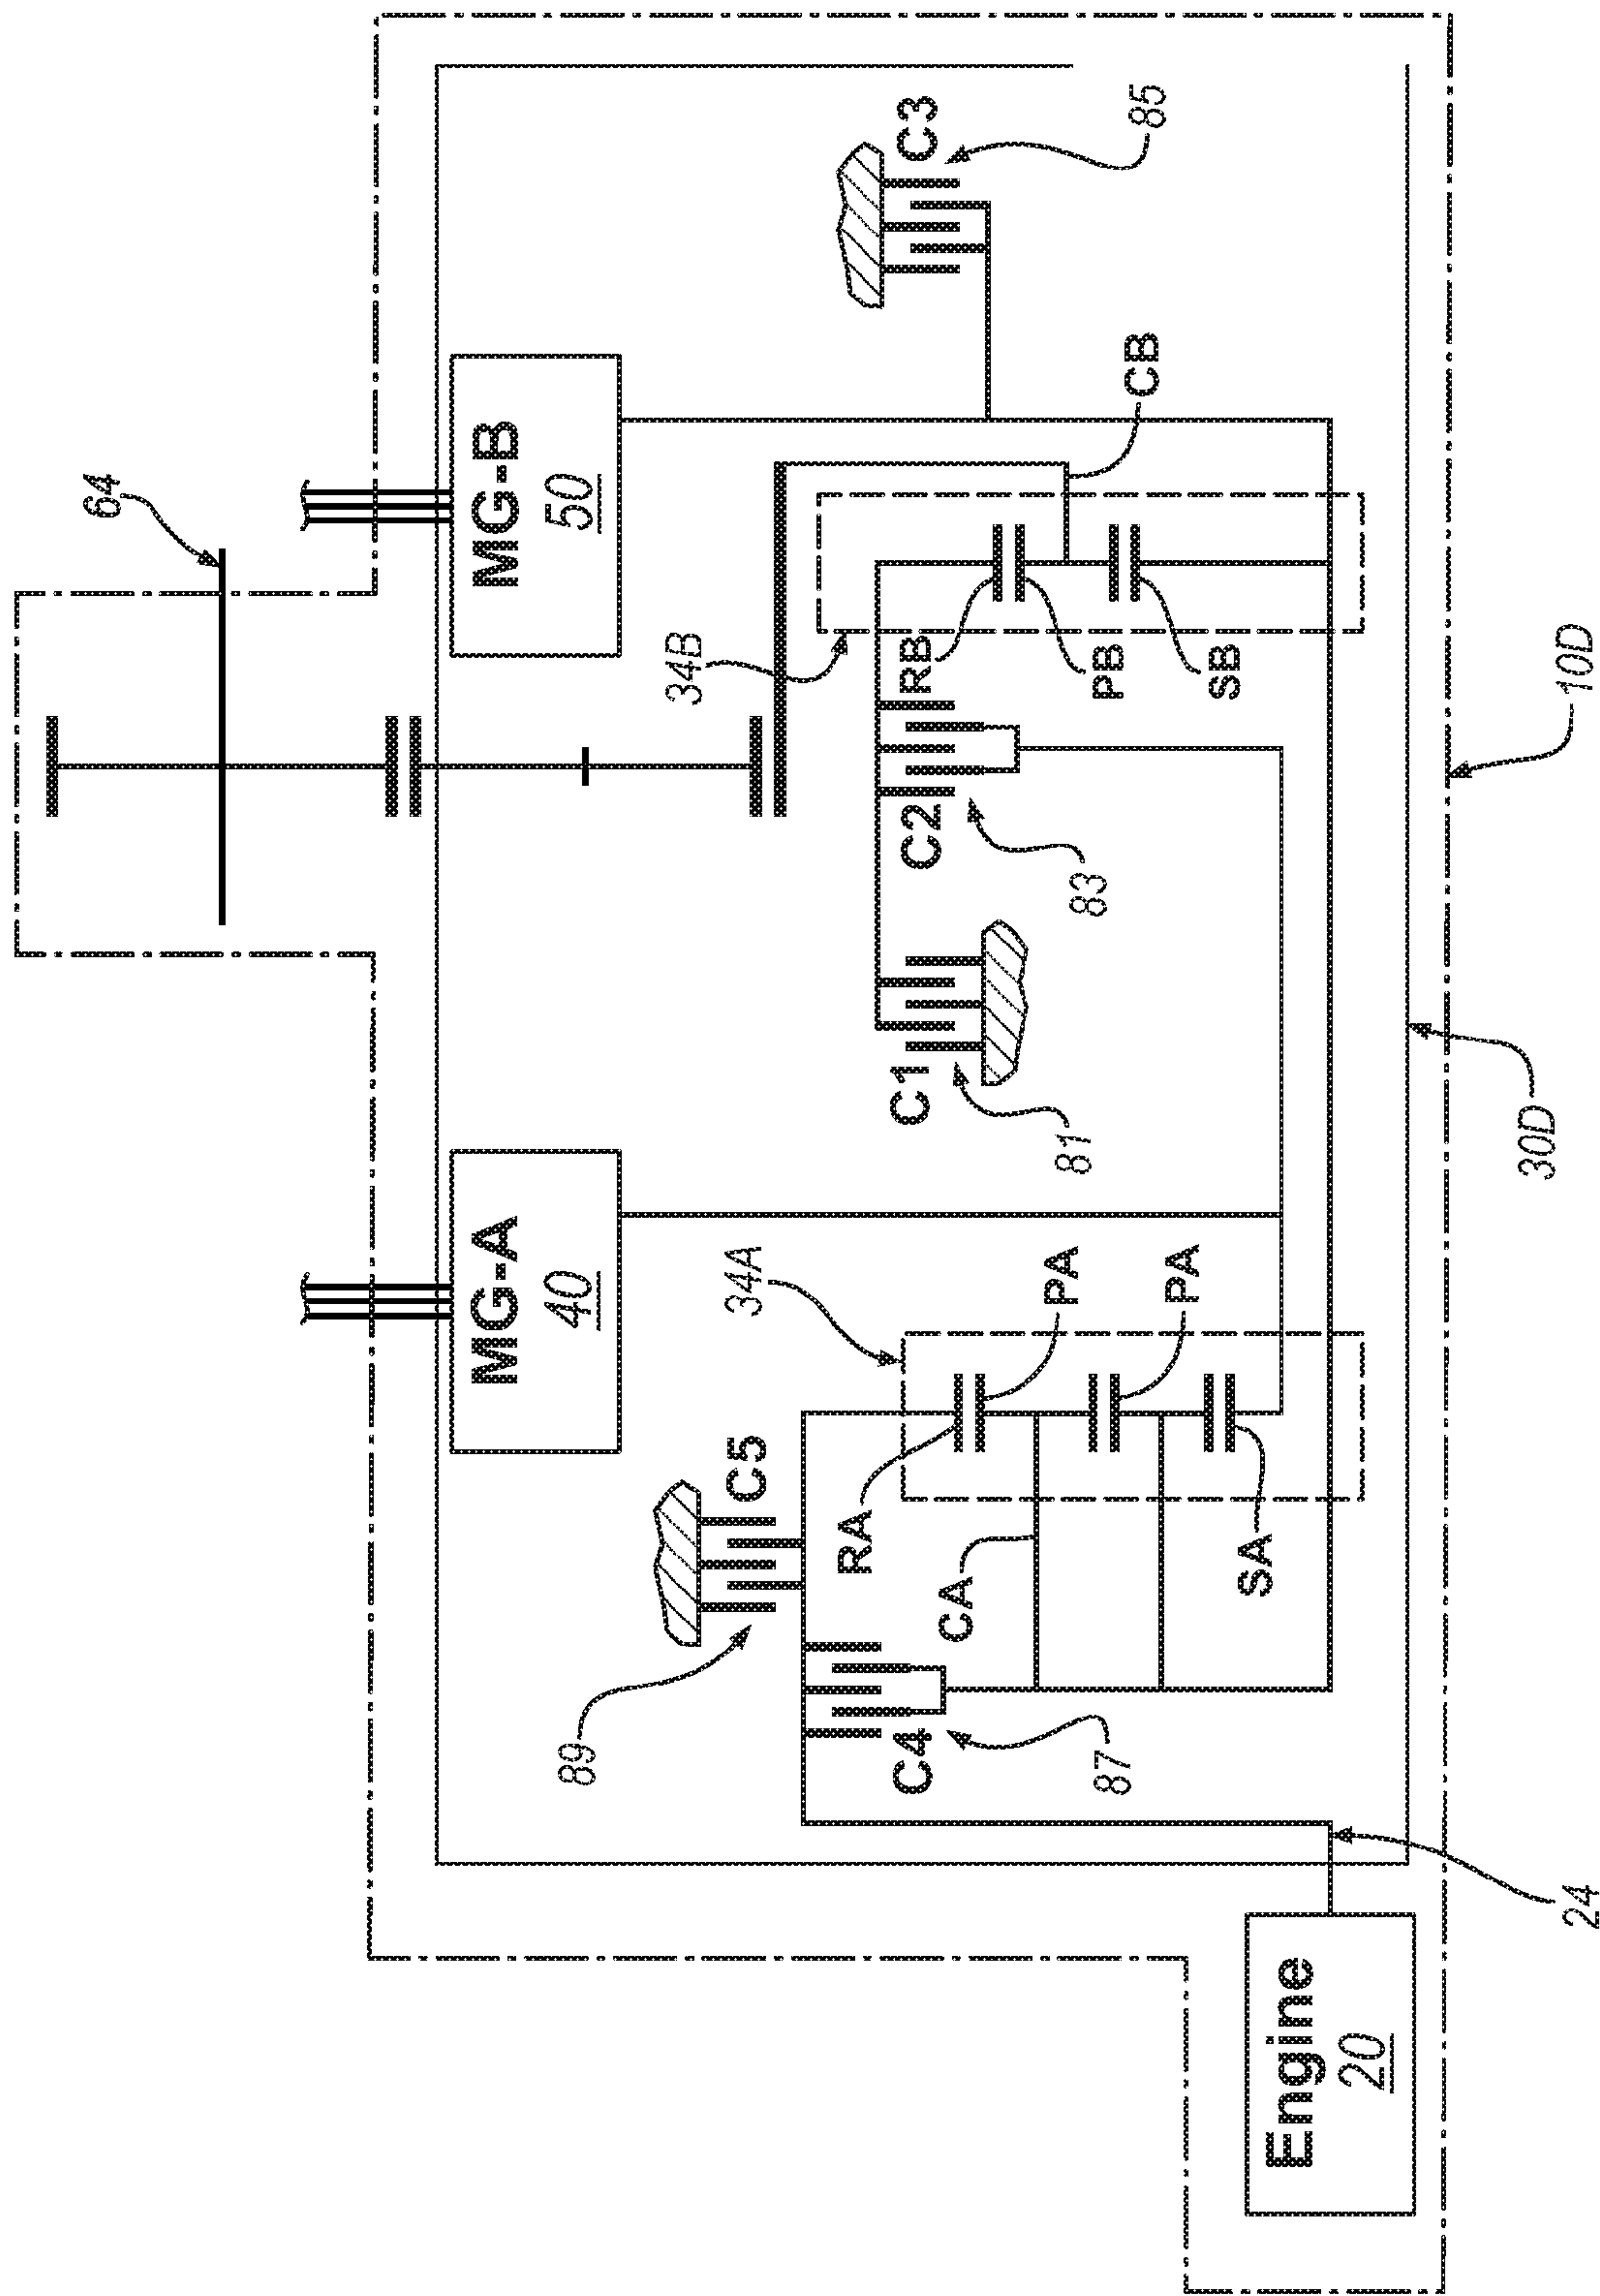 64
MG-B
50
MG-A
40
C3
85
CB
34B
RB
PB
SB
C2
83
C1
81
34A
PA
PA
C5
RA
CA
SA
89
C4
87
10D
30D
24
Engine
20